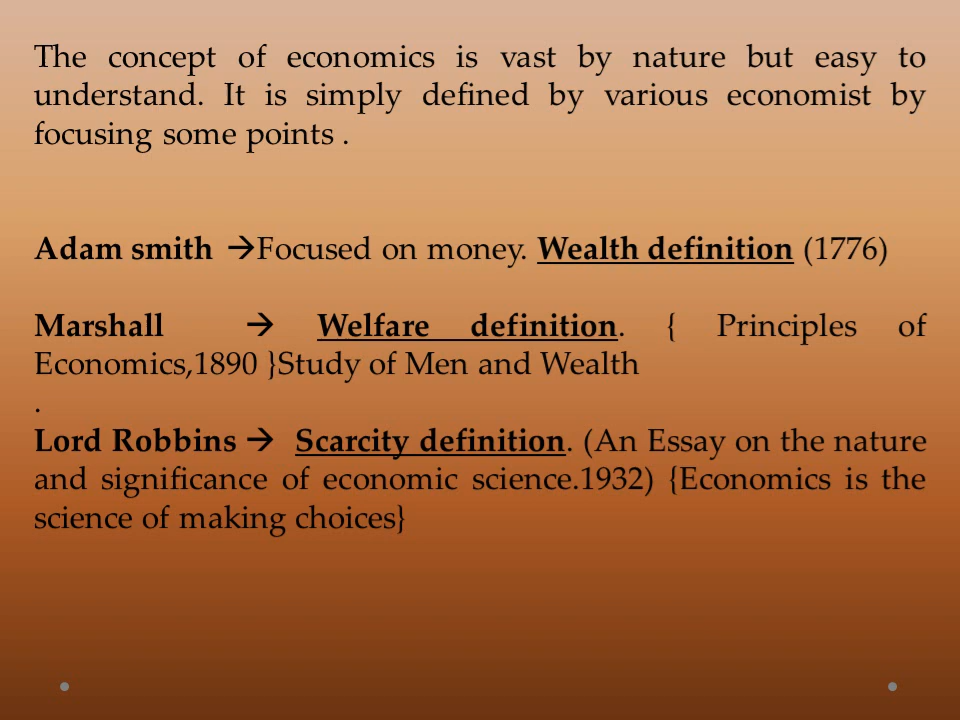 The concept of economics is vast by nature but easy to
understand. It is simply defined by various economist by
focusing some points .
Adam smith →Focused on money. Wealth definition (1776)
Marshall → Welfare definition. { Principles of
Economics,1890 }Study of Men and Wealth
.
Lord Robbins → Scarcity definition. (An Essay on the nature
and significance of economic science.1932) {Economics is the
science of making choices}